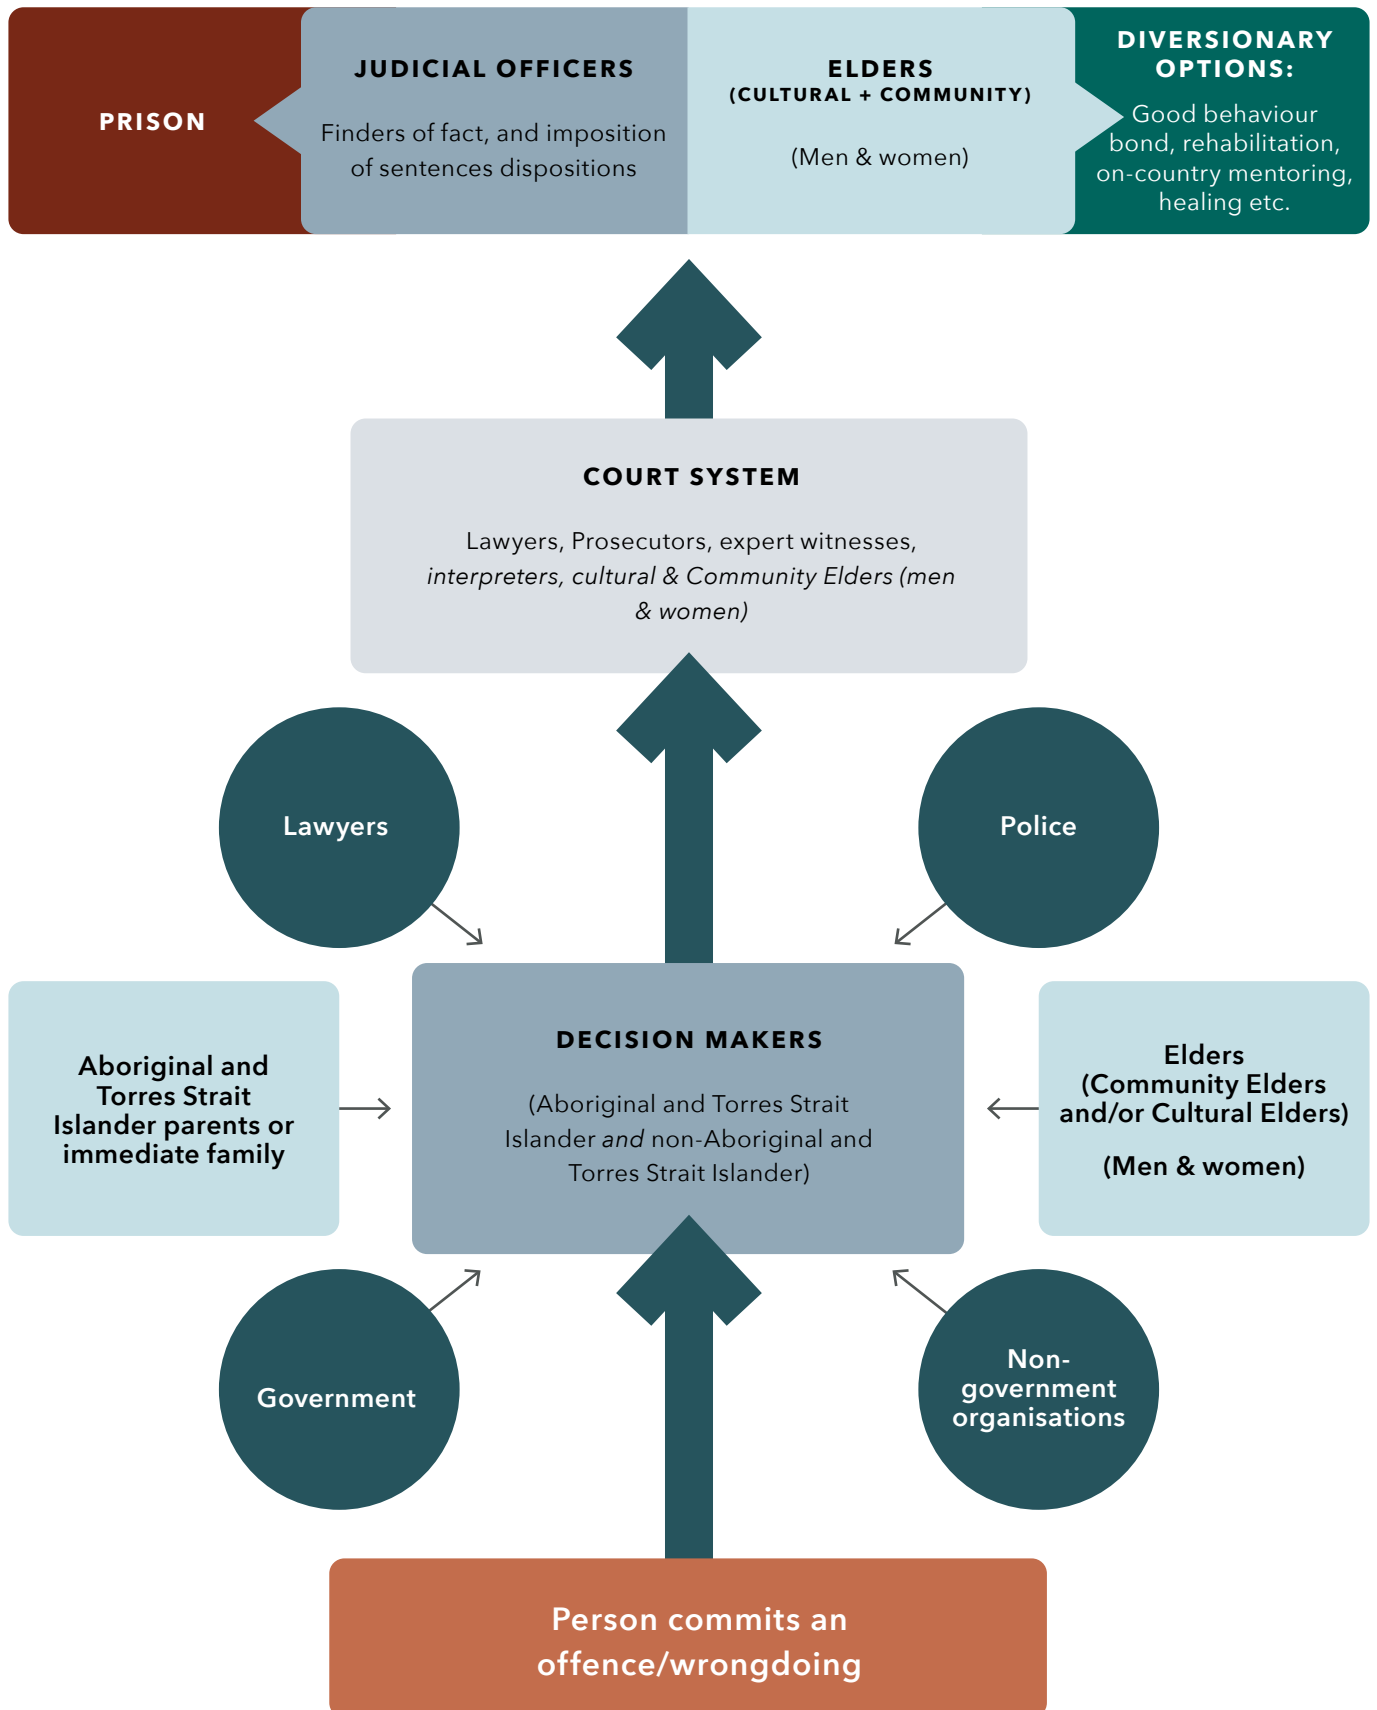 PRISON
JUDICIAL OFFICERS
Finders of fact, and imposition
of sentences dispositions
ELDERS
(CULTURAL + COMMUNITY)
(Men & women)
DIVERSIONARY
OPTIONS:
Good behaviour
bond, rehabilitation,
on-country mentoring,
healing etc.
COURT SYSTEM
Lawyers, Prosecutors, expert witnesses,
interpreters, cultural & Community Elders (men
& women)
Lawyers
Police
Aboriginal and
Torres Strait
Islander parents or
immediate family
DECISION MAKERS
(Aboriginal and Torres Strait
Islander and non-Aboriginal and
Torres Strait Islander)
Elders
(Community Elders
and/or Cultural Elders)
(Men & women)
Government
Non-
government
organisations
Person commits an
offence/wrongdoing